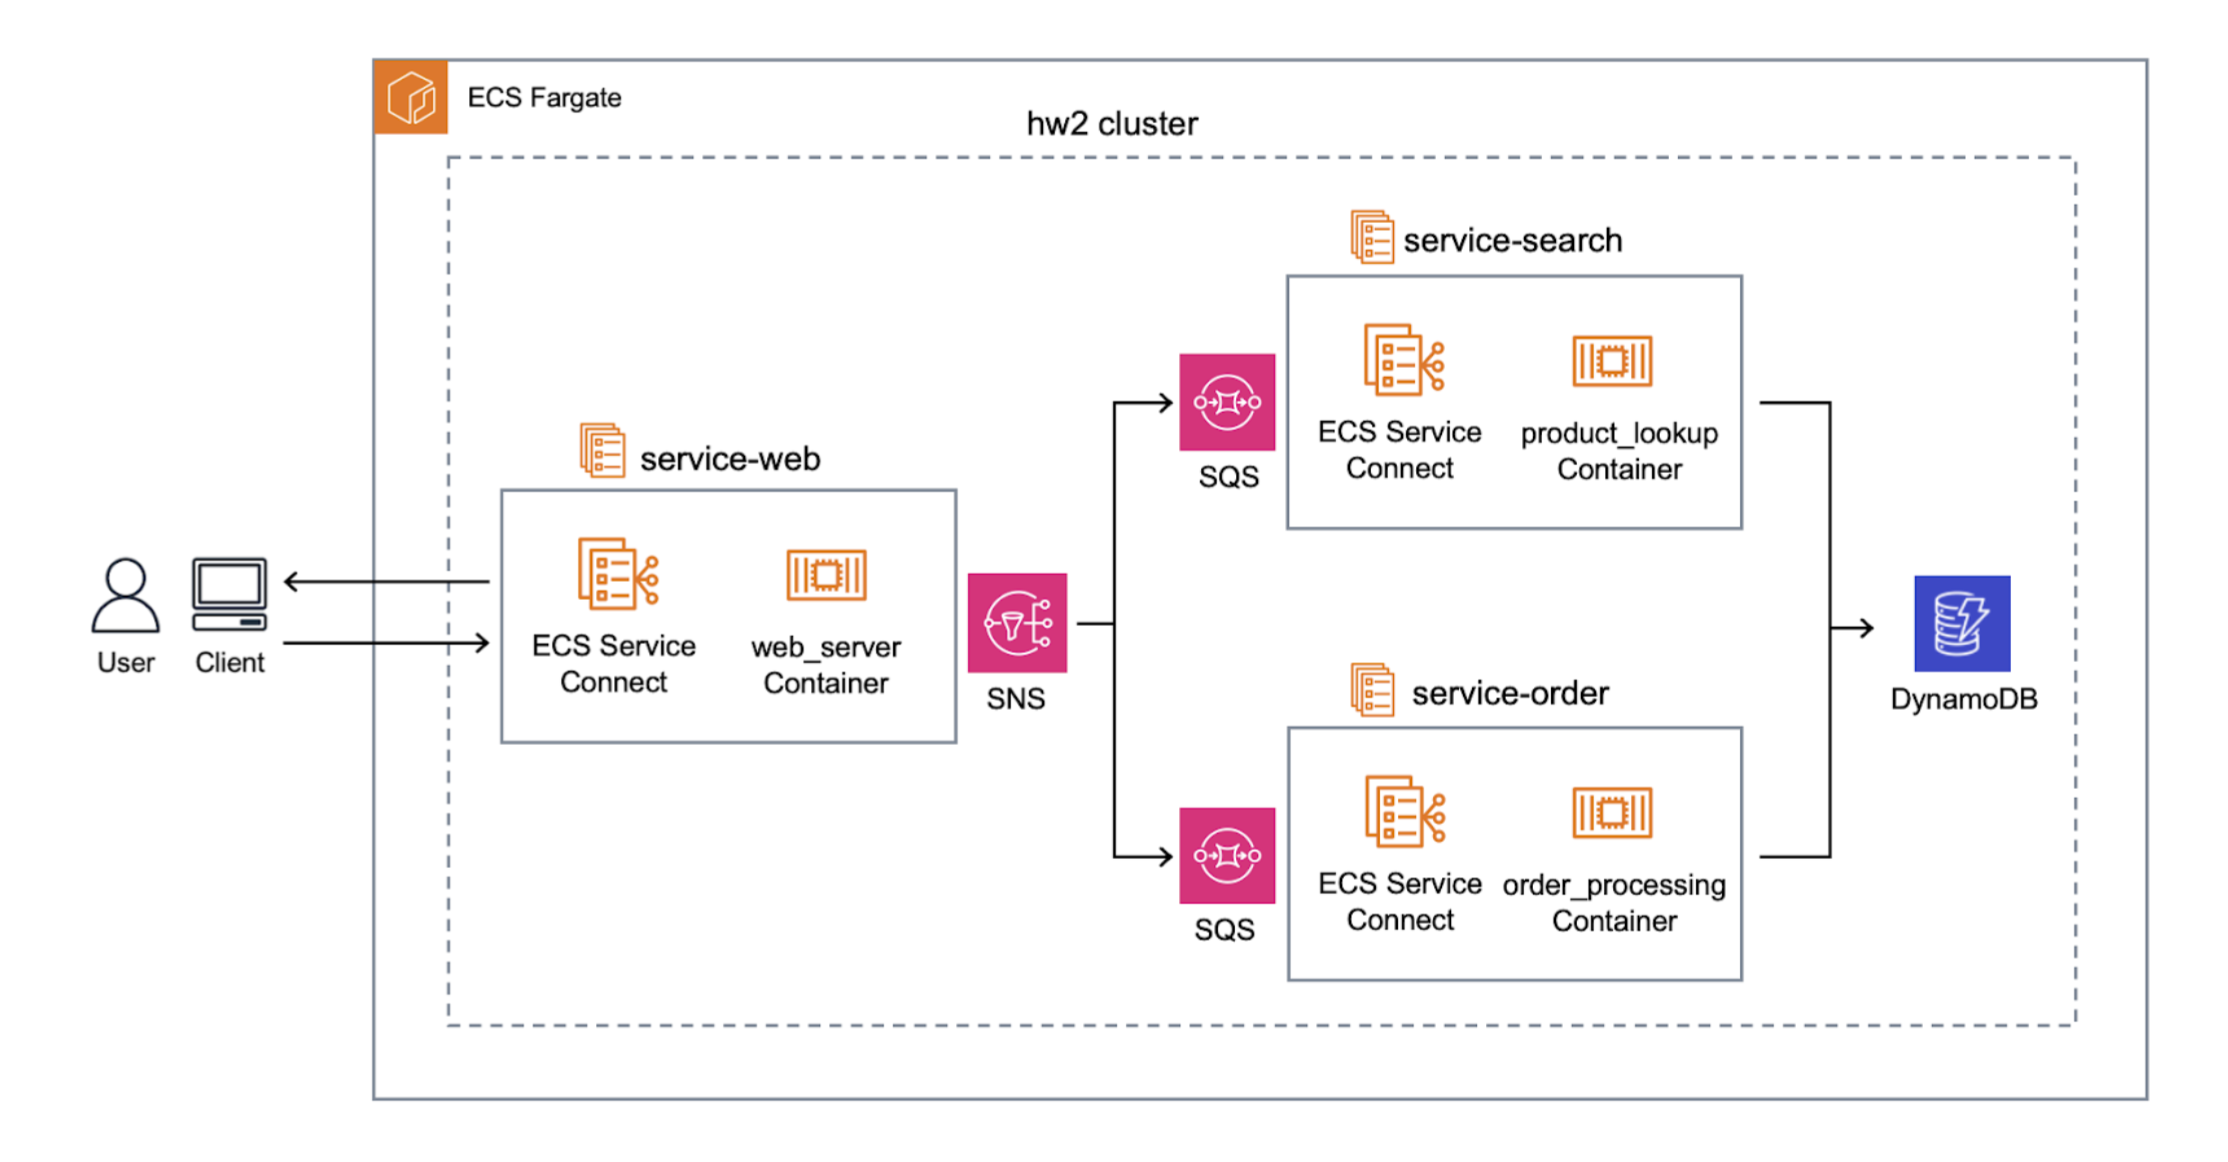 ECS Fargate
hw2 cluster
service-search
ECS Service
Connect
product_lookup
Container
SQS
service-web
ECS Service
Connect
web_server
Container
User
Client
SNS
service-order
DynamoDB
ECS Service
Connect
order_processing
Container
SQS